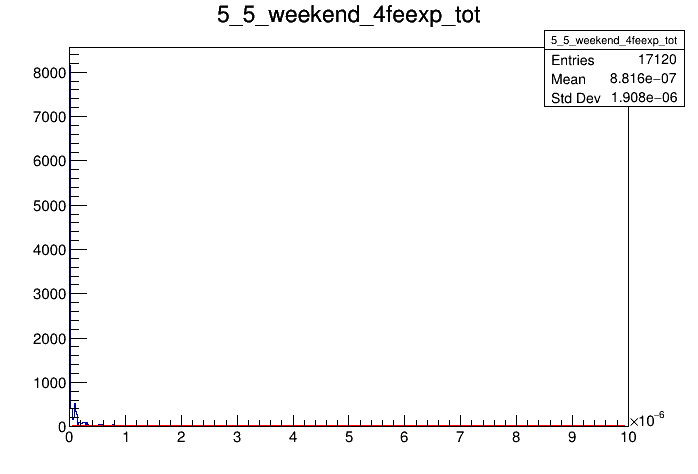 5_5_weekend_4feexp_tot
5_5_weekend_4feexp_tot
Entries 17120
Mean 8.816e−07
Std Dev 1.908e−06
8000
7000
6000
5000
4000
3000
2000
1000
0
0 1 2 3 4 5 6 7 8 9 10
×10⁻⁶